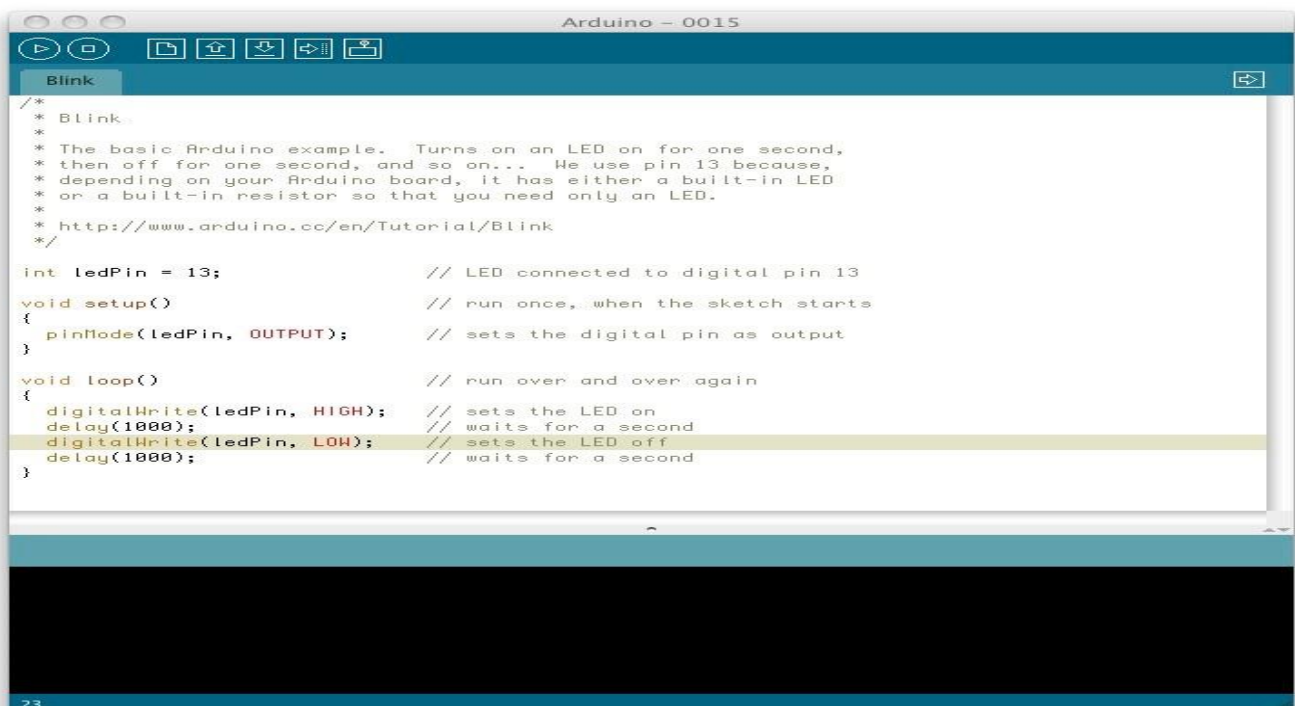 Arduino – 0015
Blink
/*
 * Blink
 *
 * The basic Arduino example.  Turns on an LED on for one second,
 * then off for one second, and so on...  We use pin 13 because,
 * depending on your Arduino board, it has either a built-in LED
 * or a built-in resistor so that you need only an LED.
 *
 * http://www.arduino.cc/en/Tutorial/Blink
 */
int ledPin = 13;                // LED connected to digital pin 13
void setup()                    // run once, when the sketch starts
{
  pinMode(ledPin, OUTPUT);      // sets the digital pin as output
}
void loop()                     // run over and over again
{
  digitalWrite(ledPin, HIGH);   // sets the LED on
  delay(1000);                  // waits for a second
  digitalWrite(ledPin, LOW);    // sets the LED off
  delay(1000);                  // waits for a second
}
23